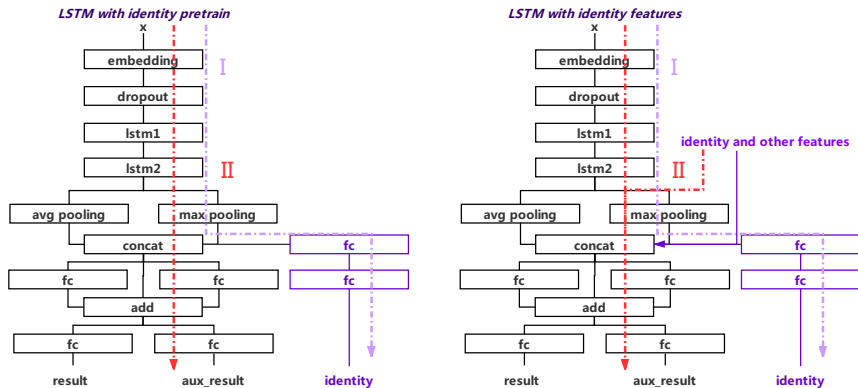 LSTM with identity pretrain
x
I
embedding
dropout
lstm1
lstm2
II
avg pooling
max pooling
concat
fc
fc
fc
fc
add
fc
fc
result
aux_result
identity
LSTM with identity features
x
I
embedding
dropout
lstm1
identity and other features
lstm2
II
avg pooling
max pooling
concat
fc
fc
fc
fc
add
fc
fc
result
aux_result
identity